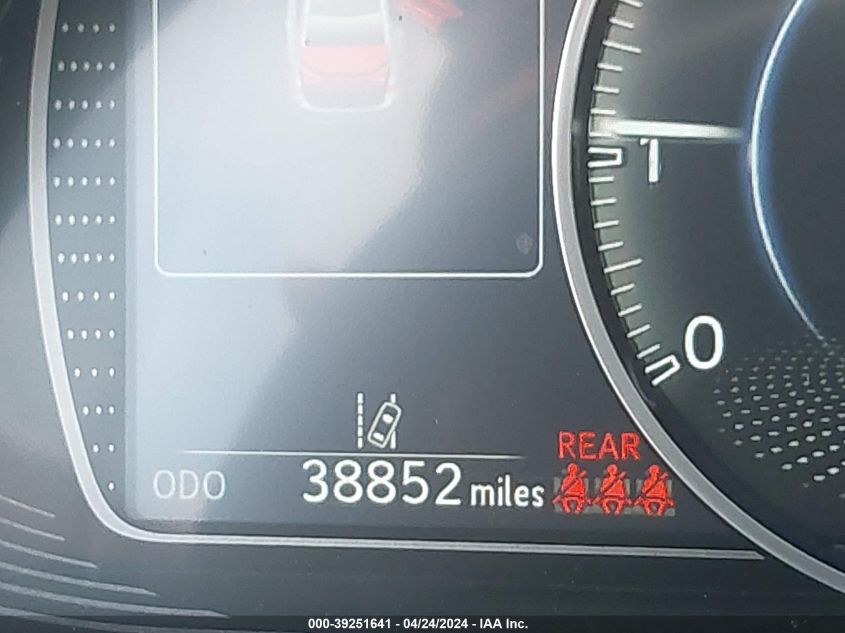 1
0
REAR
ODO 38852 miles
000-39251641 - 04/24/2024 - IAA Inc.